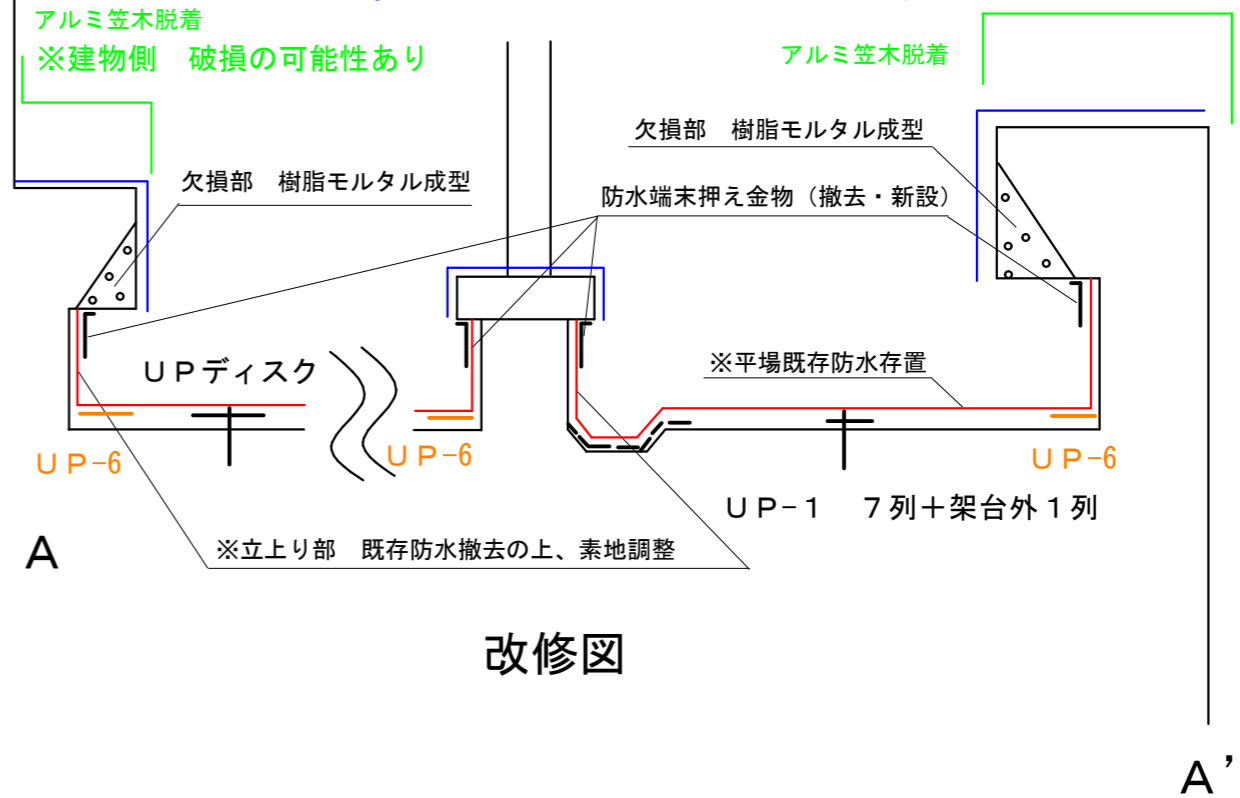 アルミ笠木脱着
※建物側　破損の可能性あり
アルミ笠木脱着
欠損部　樹脂モルタル成型
欠損部　樹脂モルタル成型
防水端末押え金物（撤去・新設）
ＵＰディスク
※平場既存防水存置
ＵＰ-6
ＵＰ-6
ＵＰ-6
ＵＰ-１　７列＋架台外１列
Ａ
※立上り部　既存防水撤去の上、素地調整
改修図
Ａ’